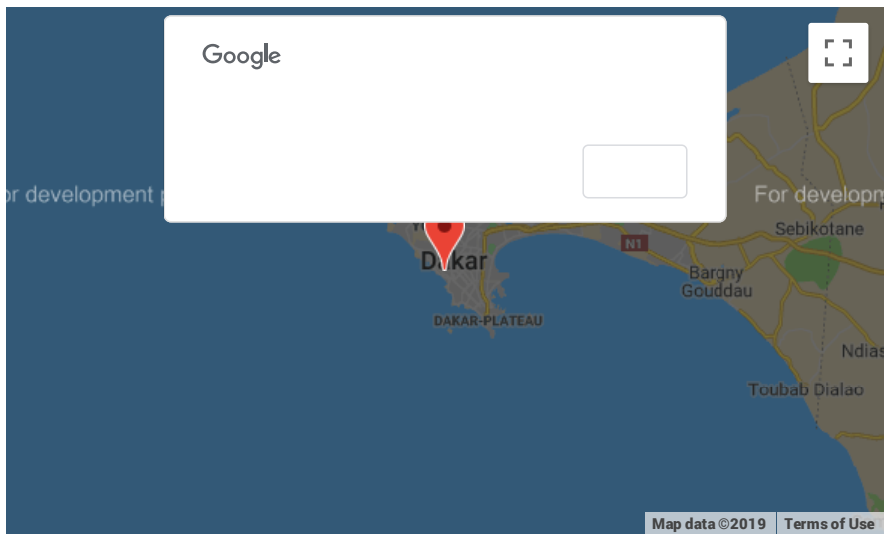 Google
or development
For develop
Sebikotane
N1
Dakar
Bargny
Gouddau
DAKAR-PLATEAU
Ndias
Toubab Dialao
Map data ©2019
Terms of Use